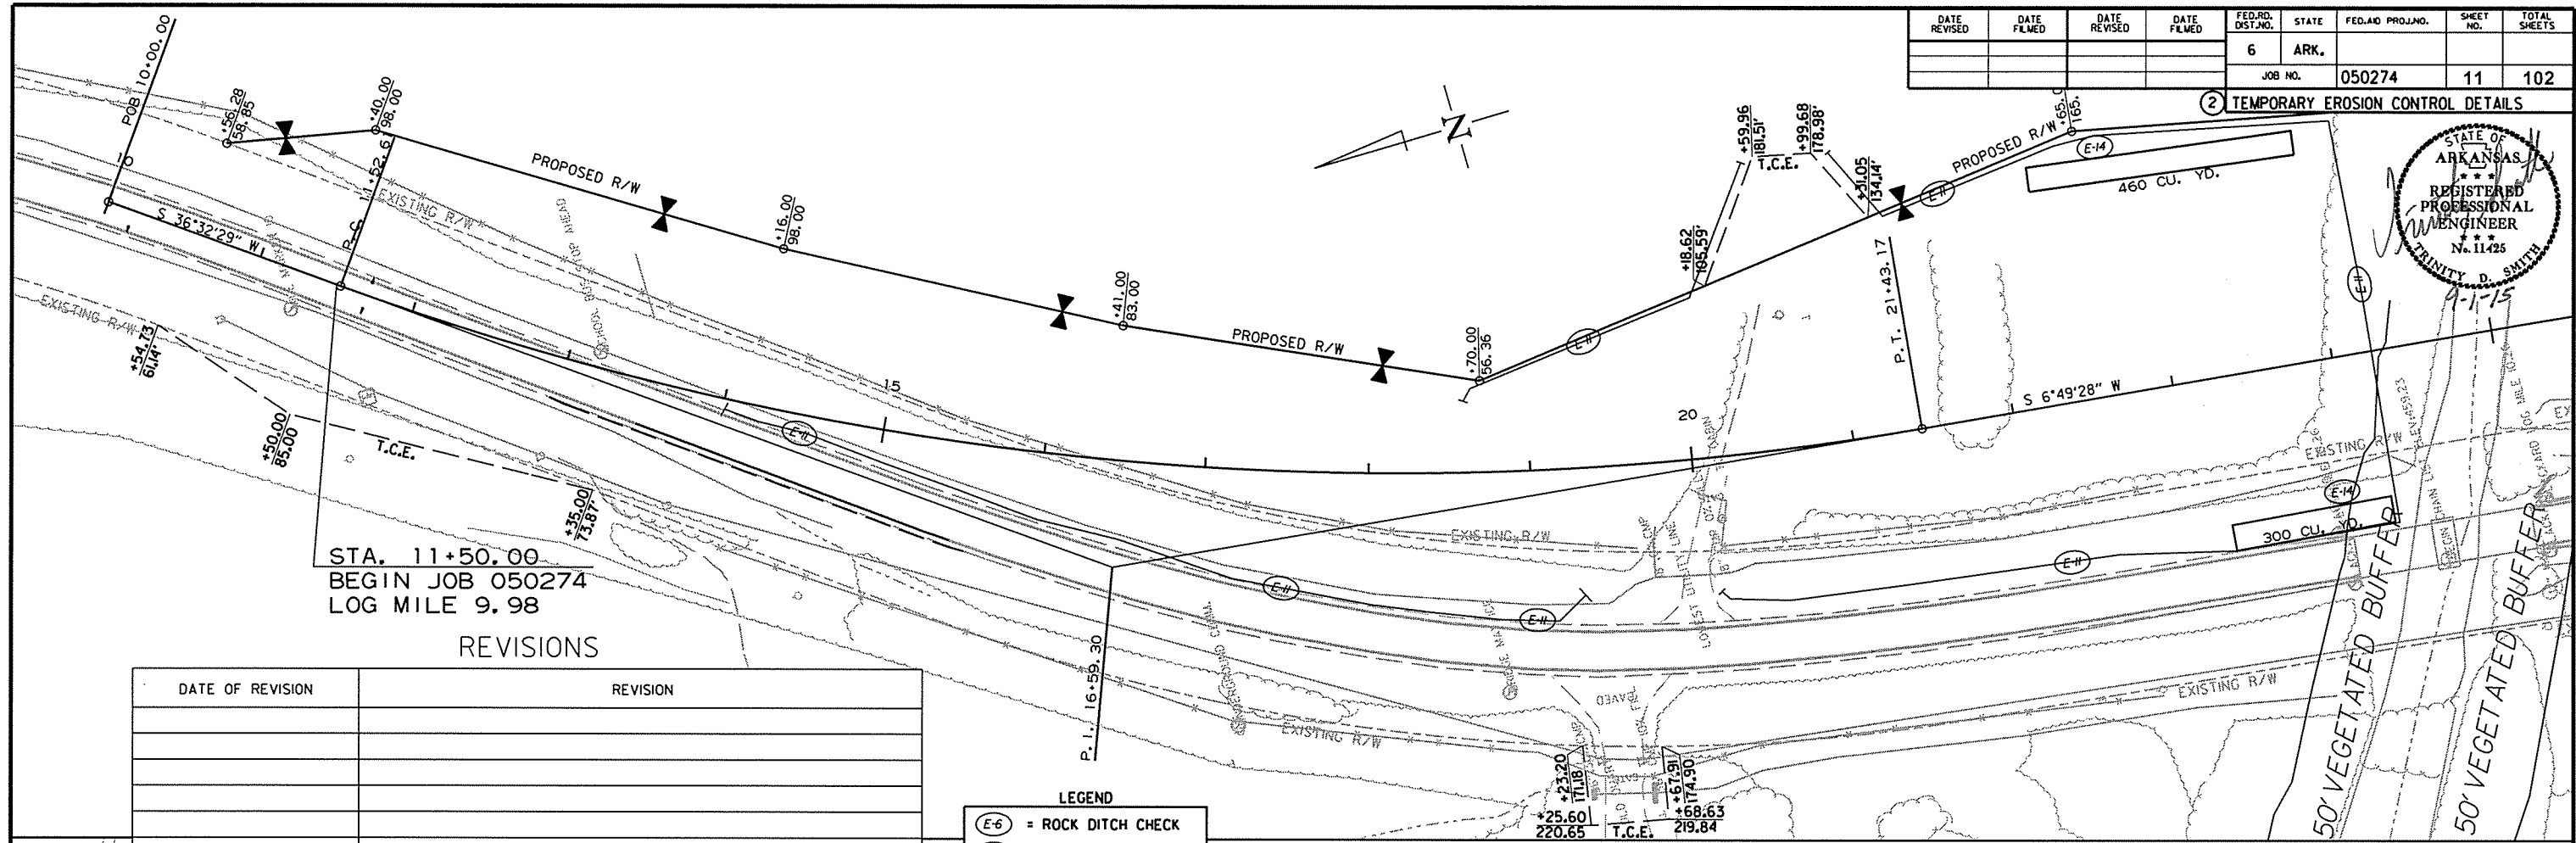 DATE REVISED
DATE FILMED
DATE REVISED
DATE FILMED
FED.RD. DIST.NO.
STATE
FED.AID PROJ.NO.
SHEET NO.
TOTAL SHEETS
6
ARK.
JOB NO.
050274
11
102
2 TEMPORARY EROSION CONTROL DETAILS
STATE OF
ARKANSAS
REGISTERED
PROFESSIONAL
ENGINEER
No. 11425
TRINITY D. SMITH
9-1-15
POB 10+00.00
10
+56.28
58.85
+40.00
98.00
P.C. 11+52.61
PROPOSED R/W
EXISTING R/W
S 36°32'29" W
+16.00
98.00
+41.00
83.00
PROPOSED R/W
+70.00
56.36
N
+18.62
105.59'
+59.96
181.51'
T.C.E.
+99.68
178.98'
+31.05
134.14'
PROPOSED R/W
E-11
E-14
460 CU. YD.
E-11
E-11
P.T. 21+43.17
S 6°49'28" W
15
20
EXISTING R/W
+54.73
61.14'
+50.00
85.00
T.C.E.
+35.00
73.87'
E-11
EXISTING R/W
EXISTING R/W
E-14
300 CU. YD.
E-11
E-11
E-11
STA. 11+50.00
BEGIN JOB 050274
LOG MILE 9.98
P.I. 16+59.30
PAVED
EXISTING R/W
EXISTING R/W
50' VEGETATED BUFFER
50' VEGETATED BUFFER
REVISIONS
DATE OF REVISION
REVISION
+23.20
171.18'
+67.91
174.90
+25.60
220.65
T.C.E.
+68.63
219.84
LEGEND
E-6 = ROCK DITCH CHECK